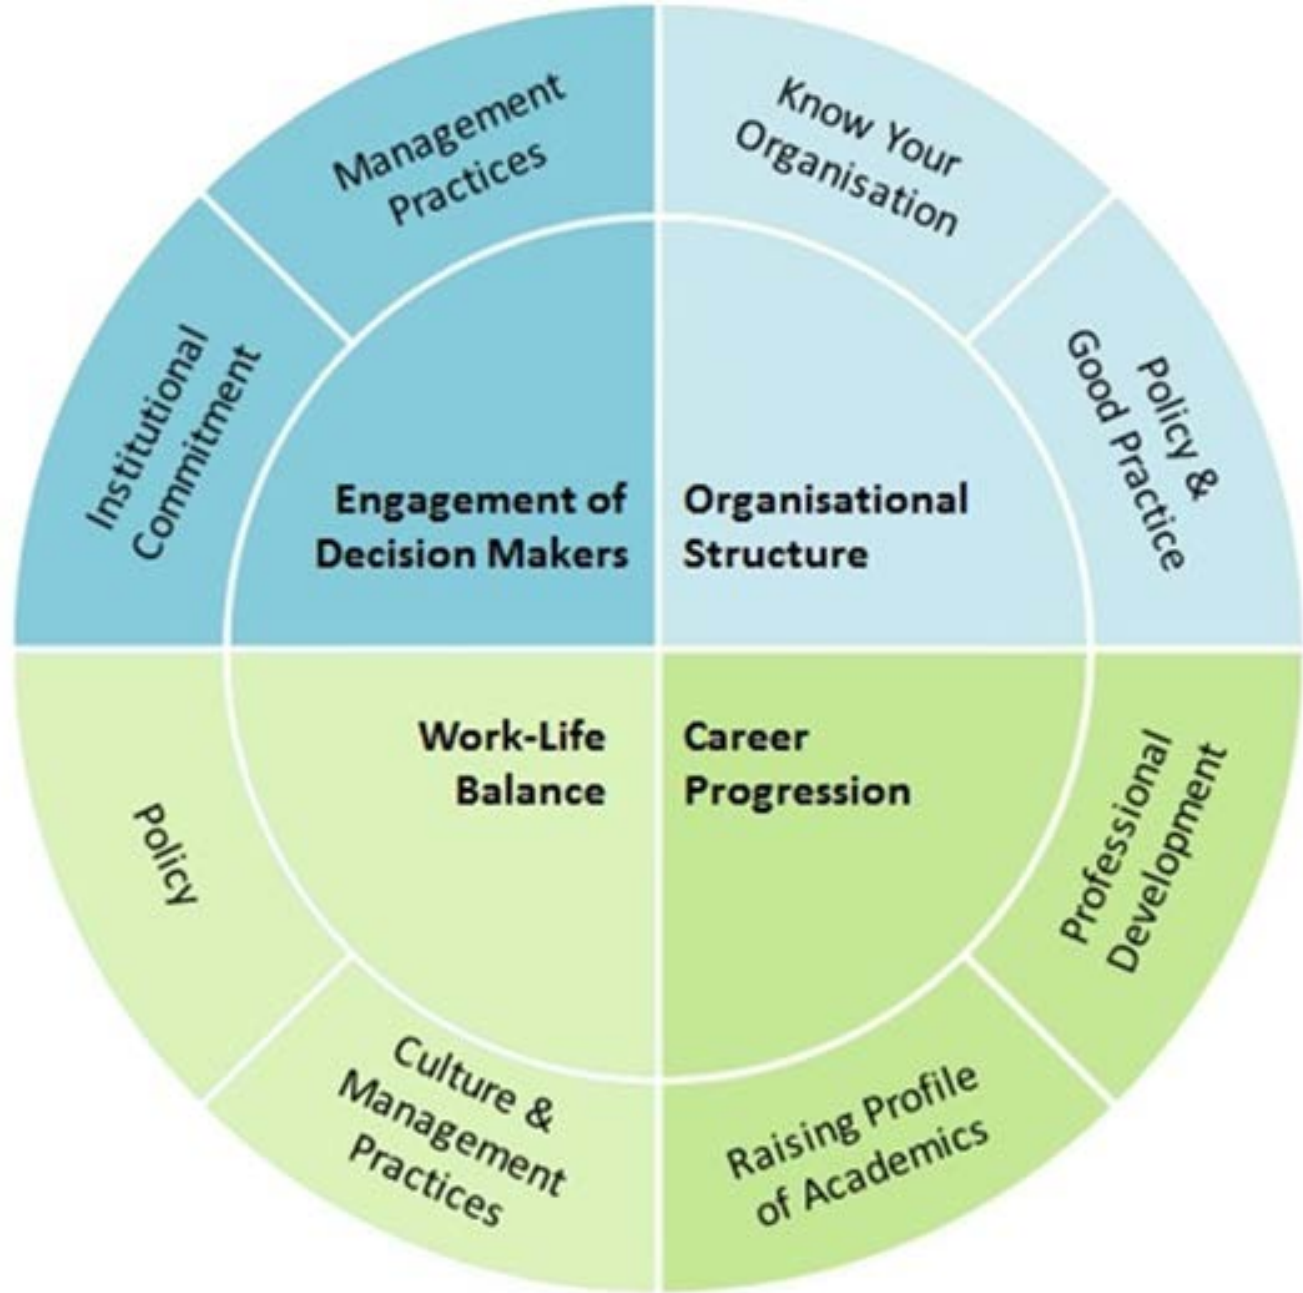 Management
Practices
Know Your
Organisation
Institutional
Commitment
Policy &
Good Practice
Engagement of
Decision Makers
Organisational
Structure
Work-Life
Balance
Career
Progression
Policy
Professional
Development
Culture &
Management
Practices
Raising Profile
of Academics